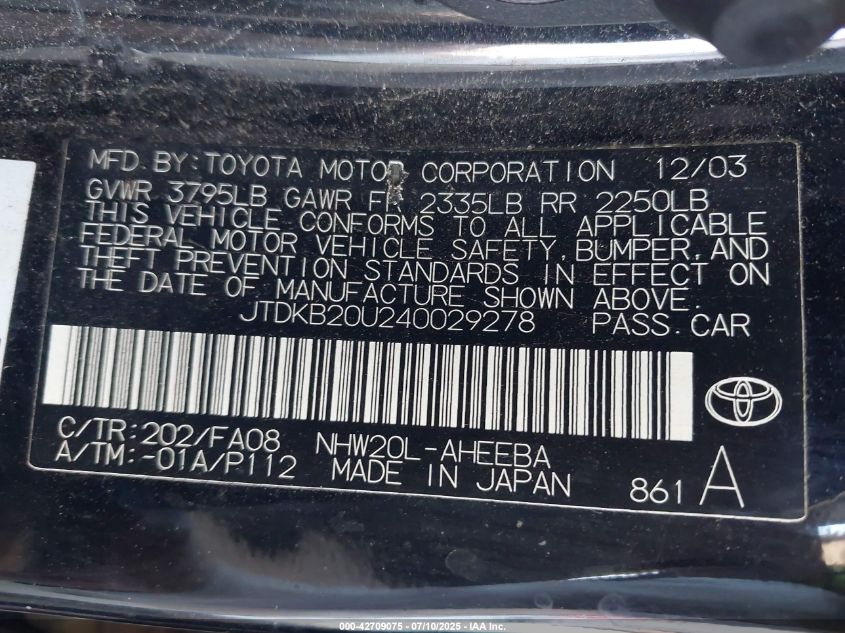 MFD. BY: TOYOTA MOTOR CORPORATION 12/03
GVWR 3795LB GAWR FR 2335LB RR 2250LB
THIS VEHICLE CONFORMS TO ALL APPLICABLE
FEDERAL MOTOR VEHICLE SAFETY, BUMPER, AND
THEFT PREVENTION STANDARDS IN EFFECT ON
THE DATE OF MANUFACTURE SHOWN ABOVE.
JTDKB20U240029278 PASS. CAR
C/TR: 202/FA08 NHW20L-AHEEBA
A/TM: -01A/P112 MADE IN JAPAN 861 A
000-42709075 - 07/10/2025 - IAA Inc.